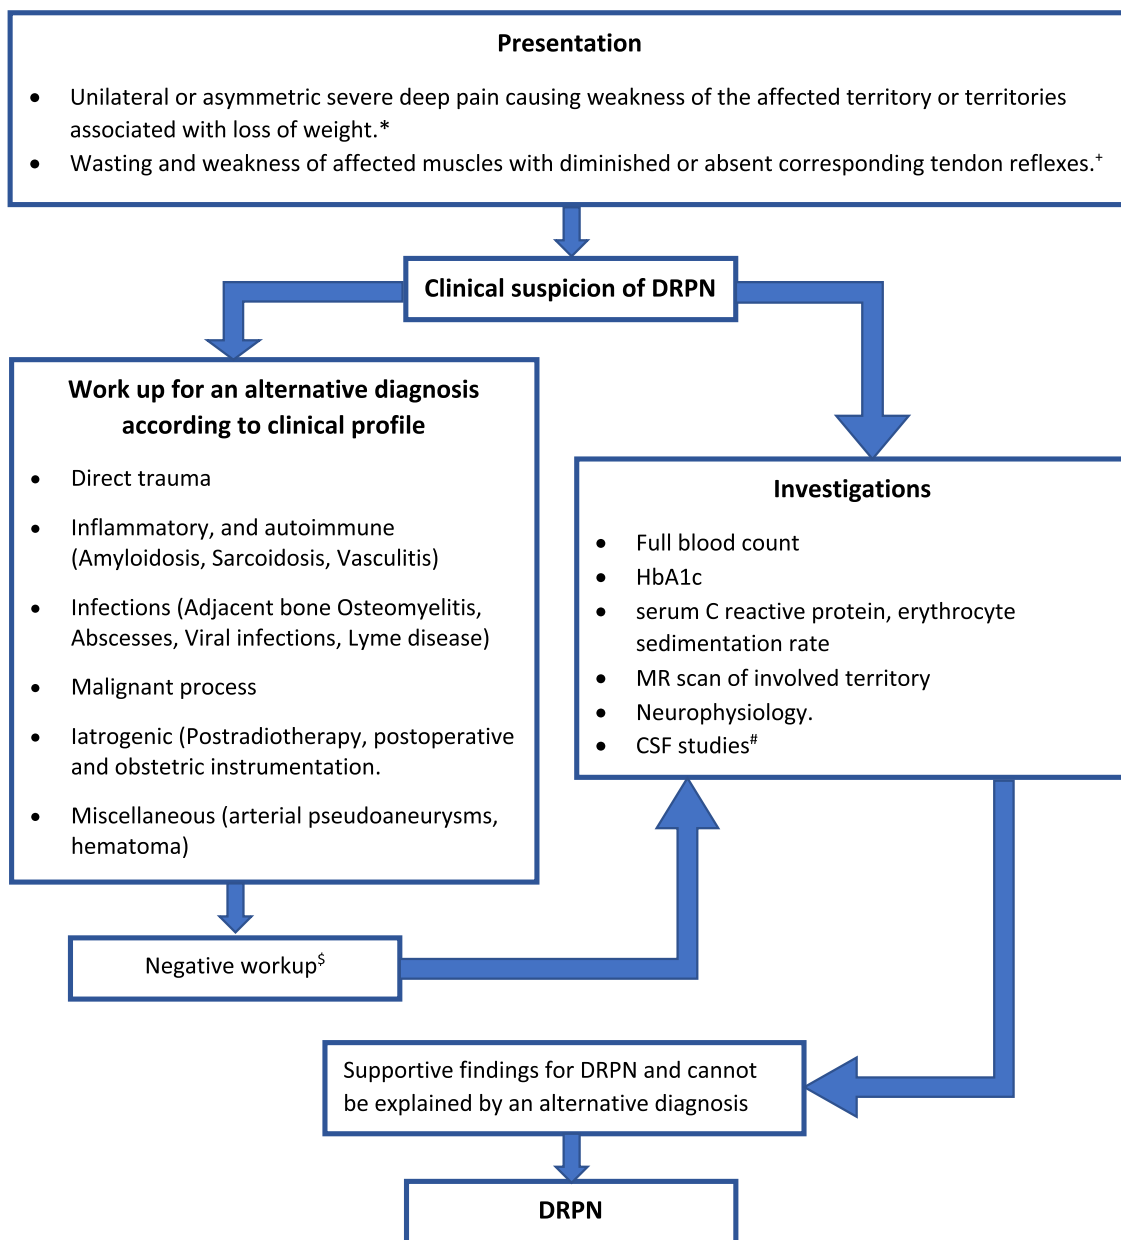 Presentation
• Unilateral or asymmetric severe deep pain causing weakness of the affected territory or territories
associated with loss of weight.*
• Wasting and weakness of affected muscles with diminished or absent corresponding tendon reflexes.⁺
Clinical suspicion of DRPN
Work up for an alternative diagnosis
according to clinical profile
• Direct trauma
• Inflammatory, and autoimmune
(Amyloidosis, Sarcoidosis, Vasculitis)
• Infections (Adjacent bone Osteomyelitis,
Abscesses, Viral infections, Lyme disease)
• Malignant process
• Iatrogenic (Postradiotherapy, postoperative
and obstetric instrumentation.
• Miscellaneous (arterial pseudoaneurysms,
hematoma)
Investigations
• Full blood count
• HbA1c
• serum C reactive protein, erythrocyte
sedimentation rate
• MR scan of involved territory
• Neurophysiology.
• CSF studies#
Negative workup$
Supportive findings for DRPN and cannot
be explained by an alternative diagnosis
DRPN